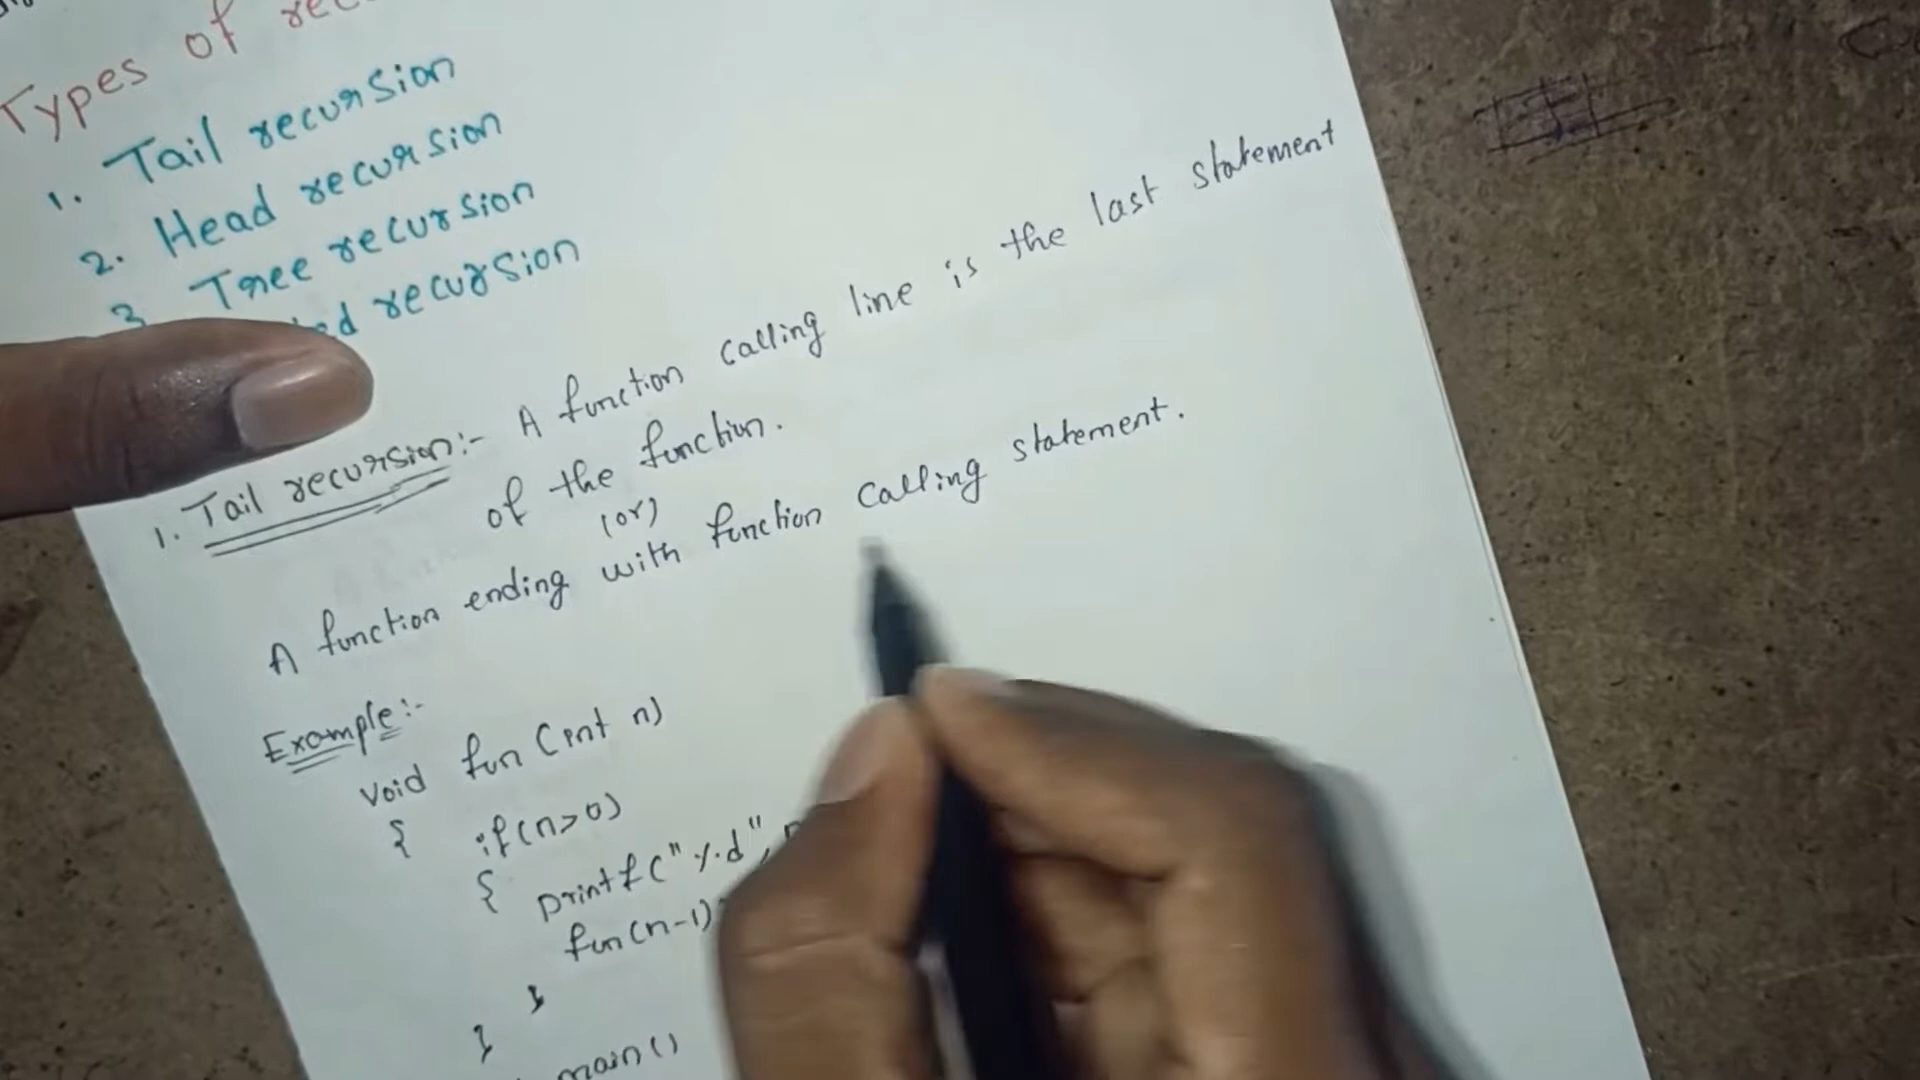 Types of
1. Tail recursion
2. Head recursion
3 Tree recursion
recursion
1. Tail recursion:- A function calling line is the last statement
of the function.
(or)
A function ending with function calling statement.
Example:-
void fun (int n)
{ if(n>0)
{ printf("%d",
fun(n-1)
}
}
main()